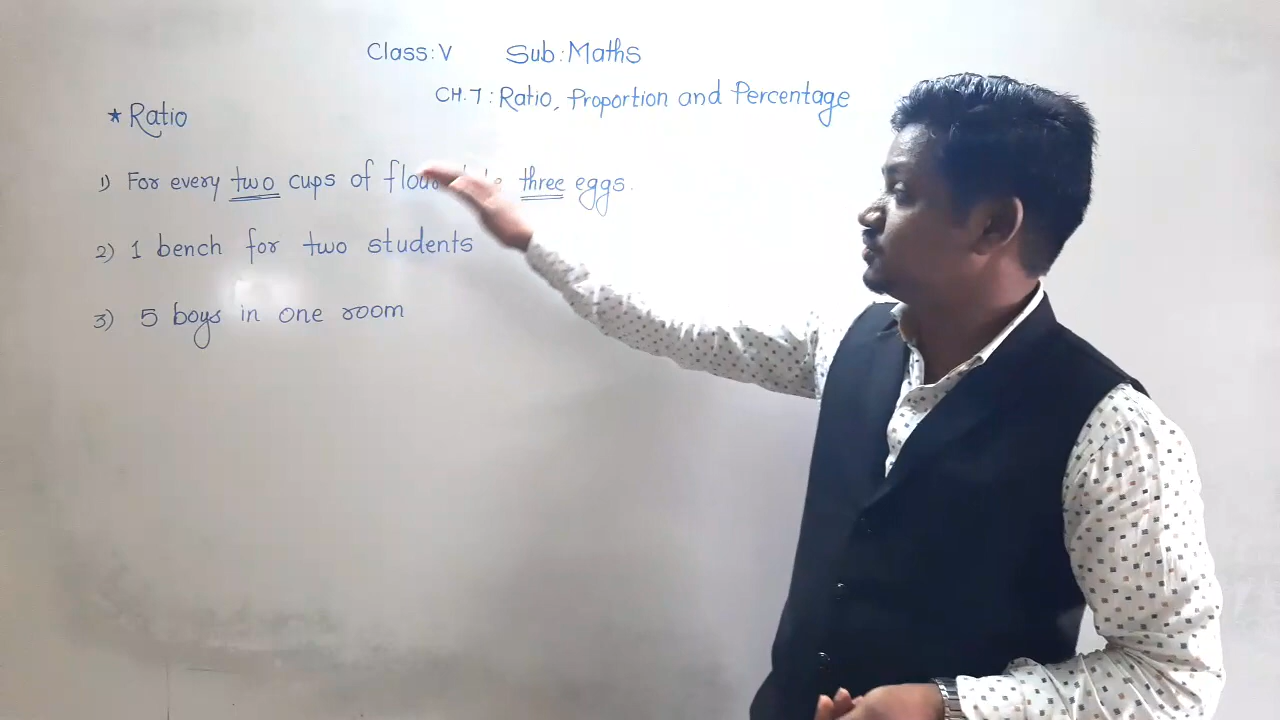 Class: V Sub: Maths
CH. 7: Ratio, Proportion and Percentage
* Ratio
1) For every two cups of flour three eggs.
2) 1 bench for two students
3) 5 boys in one room